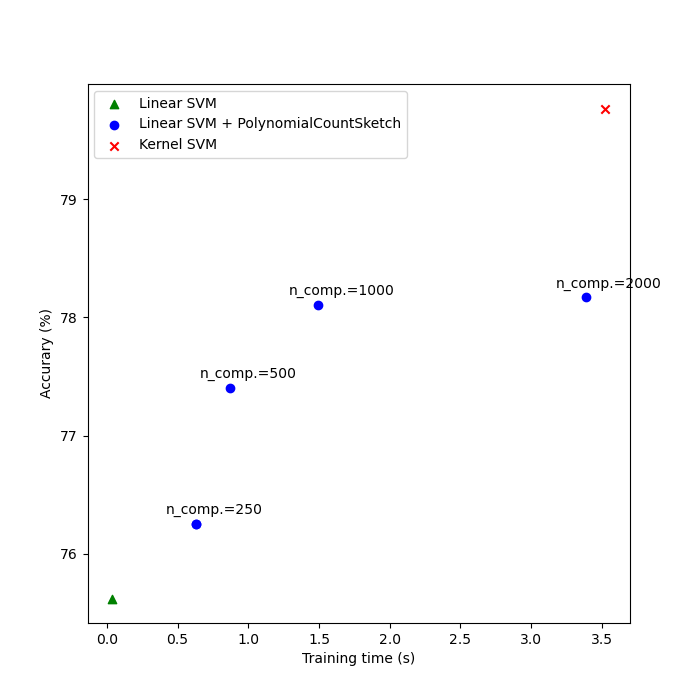 Linear SVM
Linear SVM + PolynomialCountSketch
Kernel SVM
79
78
77
76
Accurary (%)
n_comp.=2000
n_comp.=1000
n_comp.=500
n_comp.=250
0.0 0.5 1.0 1.5 2.0 2.5 3.0 3.5
Training time (s)